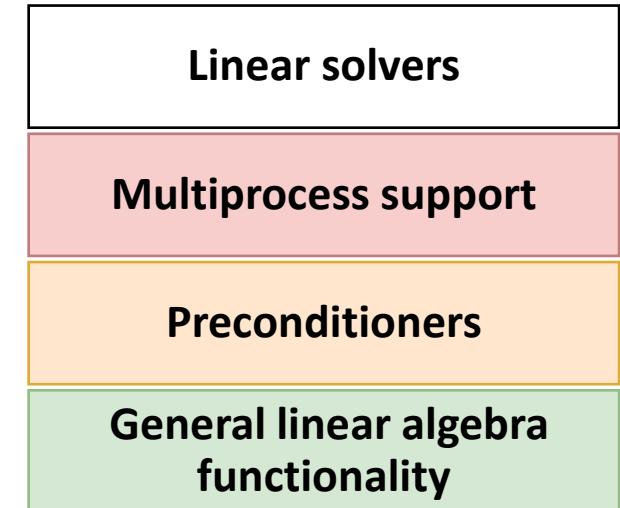 Linear solvers
Multiprocess support
Preconditioners
General linear algebra
functionality